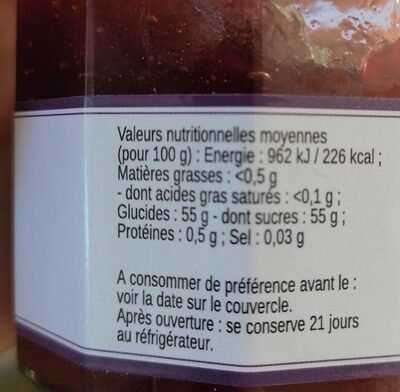 Valeurs nutritionnelles moyennes
(pour 100 g) : Energie : 962 kJ / 226 kcal ;
Matières grasses : <0,5 g
- dont acides gras saturés : <0,1 g ;
Glucides : 55 g - dont sucres : 55 g ;
Protéines : 0,5 g ; Sel : 0,03 g
A consommer de préférence avant le :
voir la date sur le couvercle.
Après ouverture : se conserve 21 jours
au réfrigérateur.